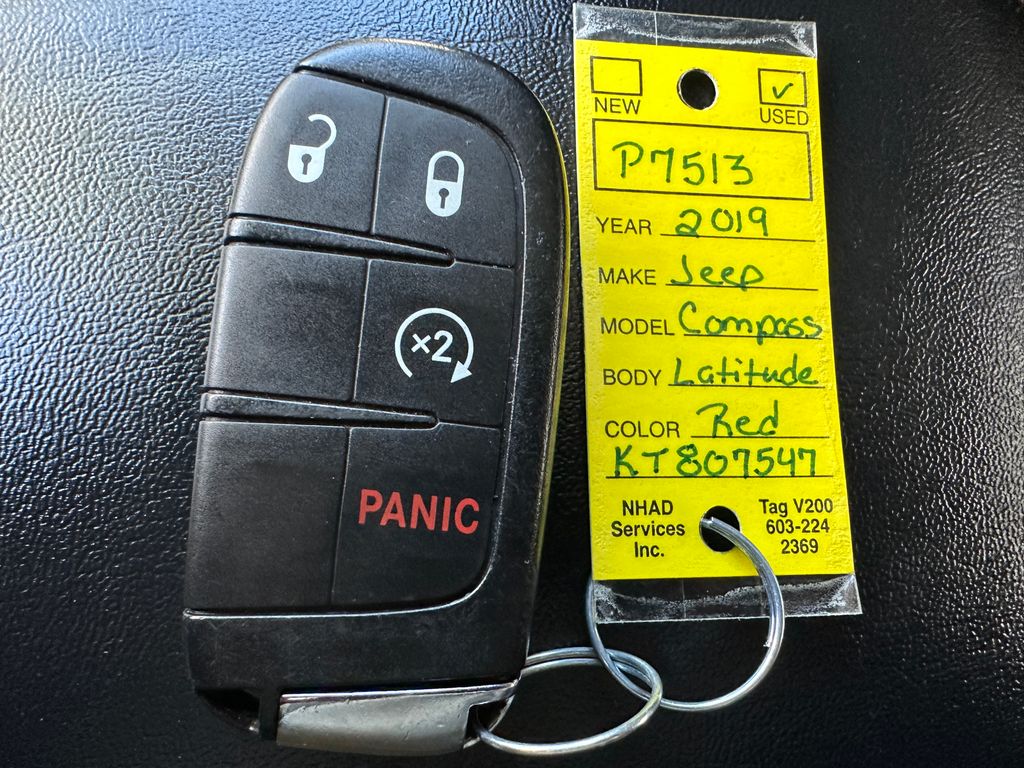 ×2
PANIC
NEW
✓
USED
P7513
YEAR 2019
MAKE Jeep
MODEL Compass
BODY Latitude
COLOR Red
KT807547
NHAD
Services
Inc.
Tag V200
603-224
2369